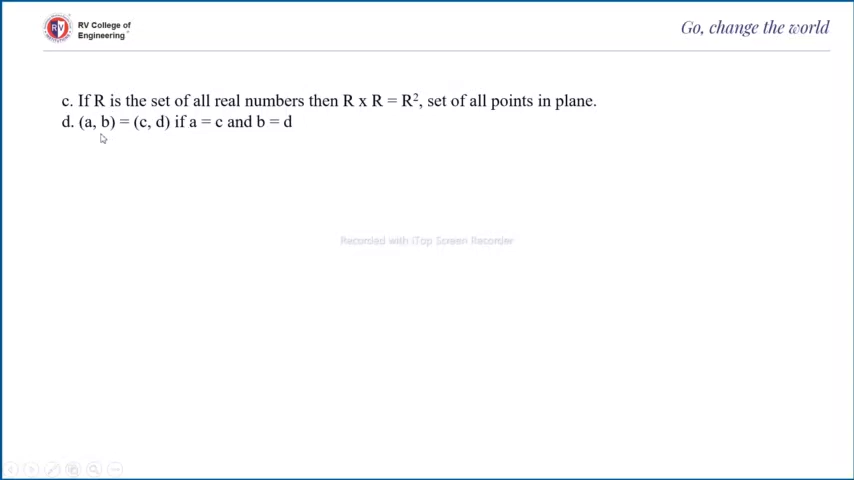 RV College of
Engineering
Go, change the world
c. If R is the set of all real numbers then R x R = R², set of all points in plane.
d. (a, b) = (c, d) if a = c and b = d
Recorded with iTop Screen Recorder